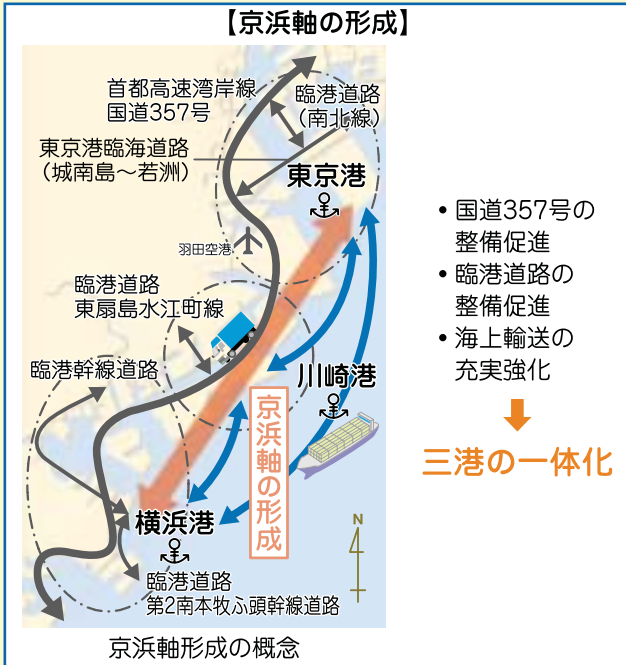 【京浜軸の形成】
首都高速湾岸線
国道357号
臨港道路
(南北線)
東京港臨海道路
(城南島～若洲)
東京港
羽田空港
臨港道路
東扇島水江町線
川崎港
臨港幹線道路
京浜軸の形成
横浜港
N
臨港道路
第2南本牧ふ頭幹線道路
京浜軸形成の概念
• 国道357号の
整備促進
• 臨港道路の
整備促進
• 海上輸送の
充実強化
三港の一体化